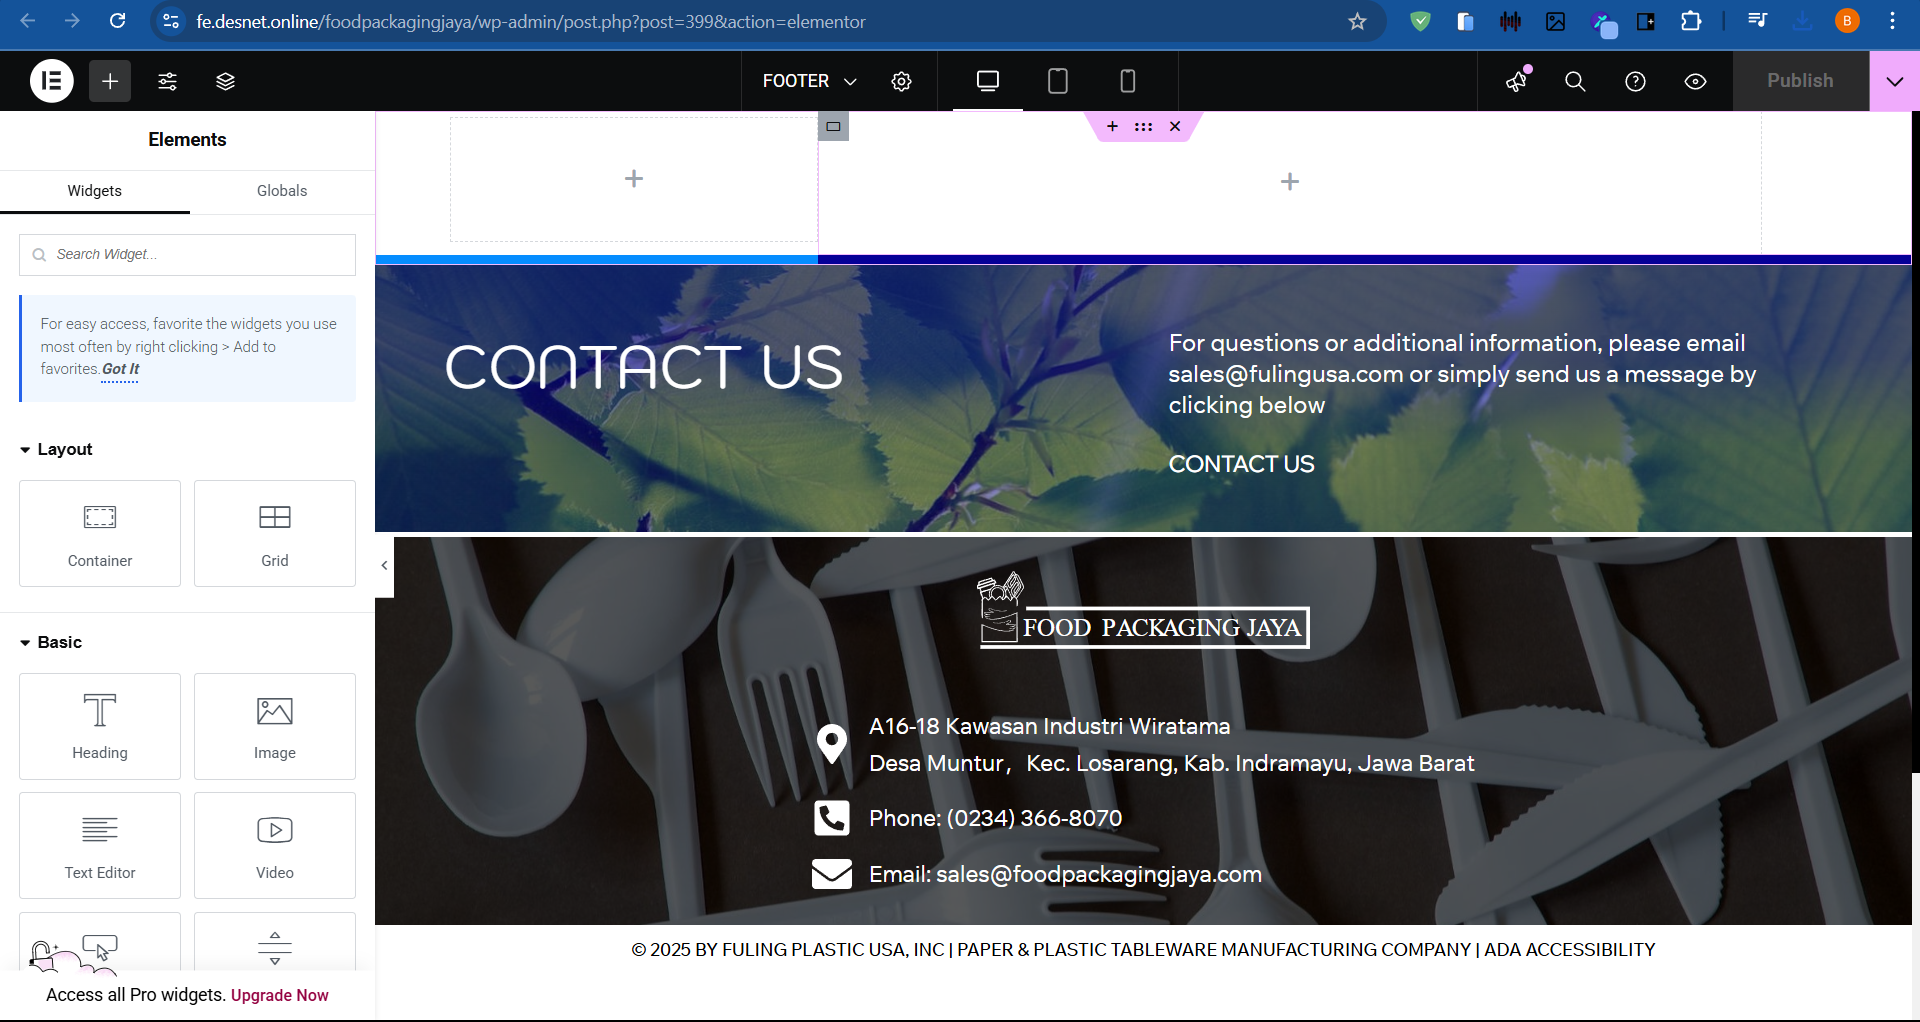 fe.desnet.online/foodpackagingjaya/wp-admin/post.php?post=399&action=elementor
B
FOOTER
Publish
Elements
Widgets
Globals
Search Widget...
For easy access, favorite the widgets you use
most often by right clicking > Add to
favorites. Got It
Layout
Container
Grid
Basic
Heading
Image
Text Editor
Video
Access all Pro widgets. Upgrade Now
CONTACT US
For questions or additional information, please email
sales@fulingusa.com or simply send us a message by
clicking below
CONTACT US
FOOD PACKAGING JAYA
A16-18 Kawasan Industri Wiratama
Desa Muntur，Kec. Losarang, Kab. Indramayu, Jawa Barat
Phone: (0234) 366-8070
Email: sales@foodpackagingjaya.com
© 2025 BY FULING PLASTIC USA, INC | PAPER & PLASTIC TABLEWARE MANUFACTURING COMPANY | ADA ACCESSIBILITY